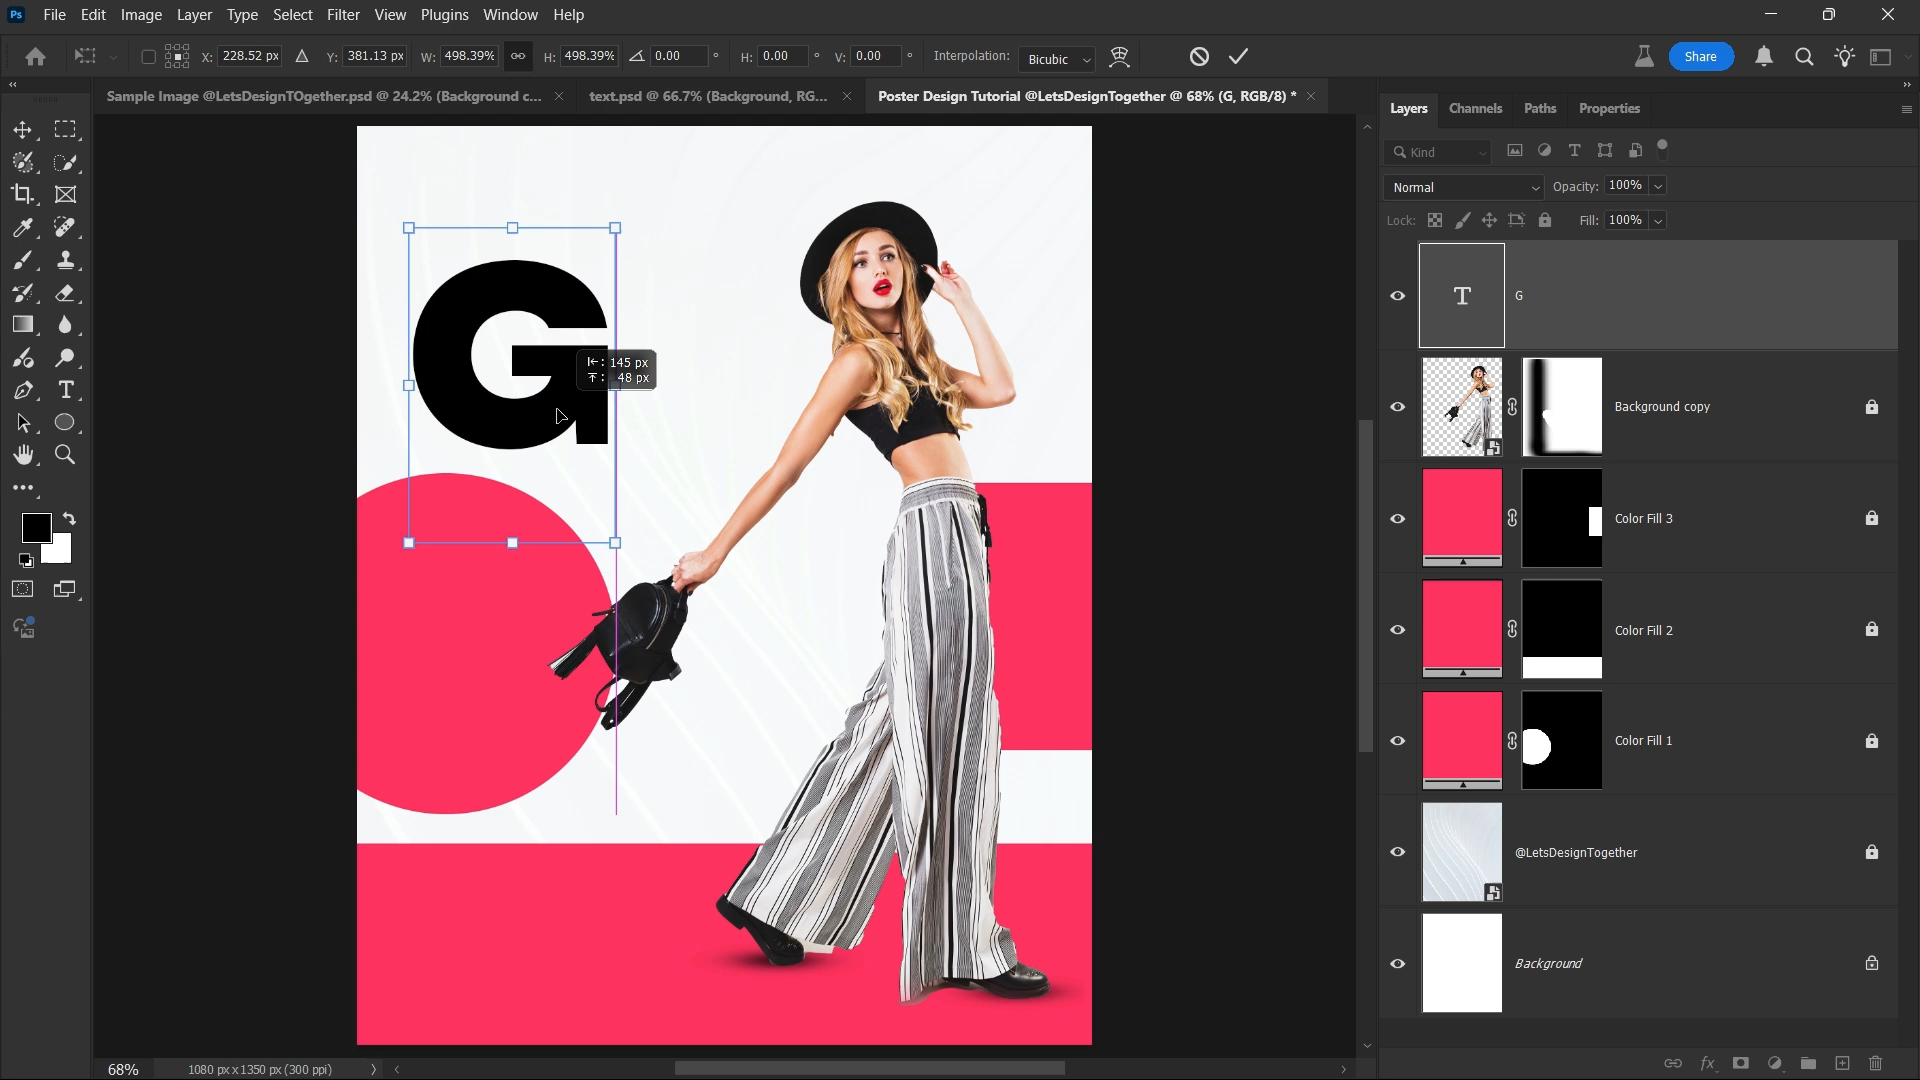 Ps File Edit Image Layer Type Select Filter View Plugins Window Help
X: 228.52 px Y: 381.13 px W: 498.39% H: 498.39% 0.00 ° H: 0.00 ° V: 0.00 ° Interpolation: Bicubic Share
Sample Image @LetsDesignTOgether.psd @ 24.2% (Background c... × text.psd @ 66.7% (Background, RG... × Poster Design Tutorial @LetsDesignTogether @ 68% (G, RGB/8) * ×
Layers Channels Paths Properties
Kind
Normal Opacity: 100%
Lock: Fill: 100%
G
G
145 px
48 px
Background copy
Color Fill 3
Color Fill 2
Color Fill 1
@LetsDesignTogether
Background
68% 1080 px x 1350 px (300 ppi)
fx